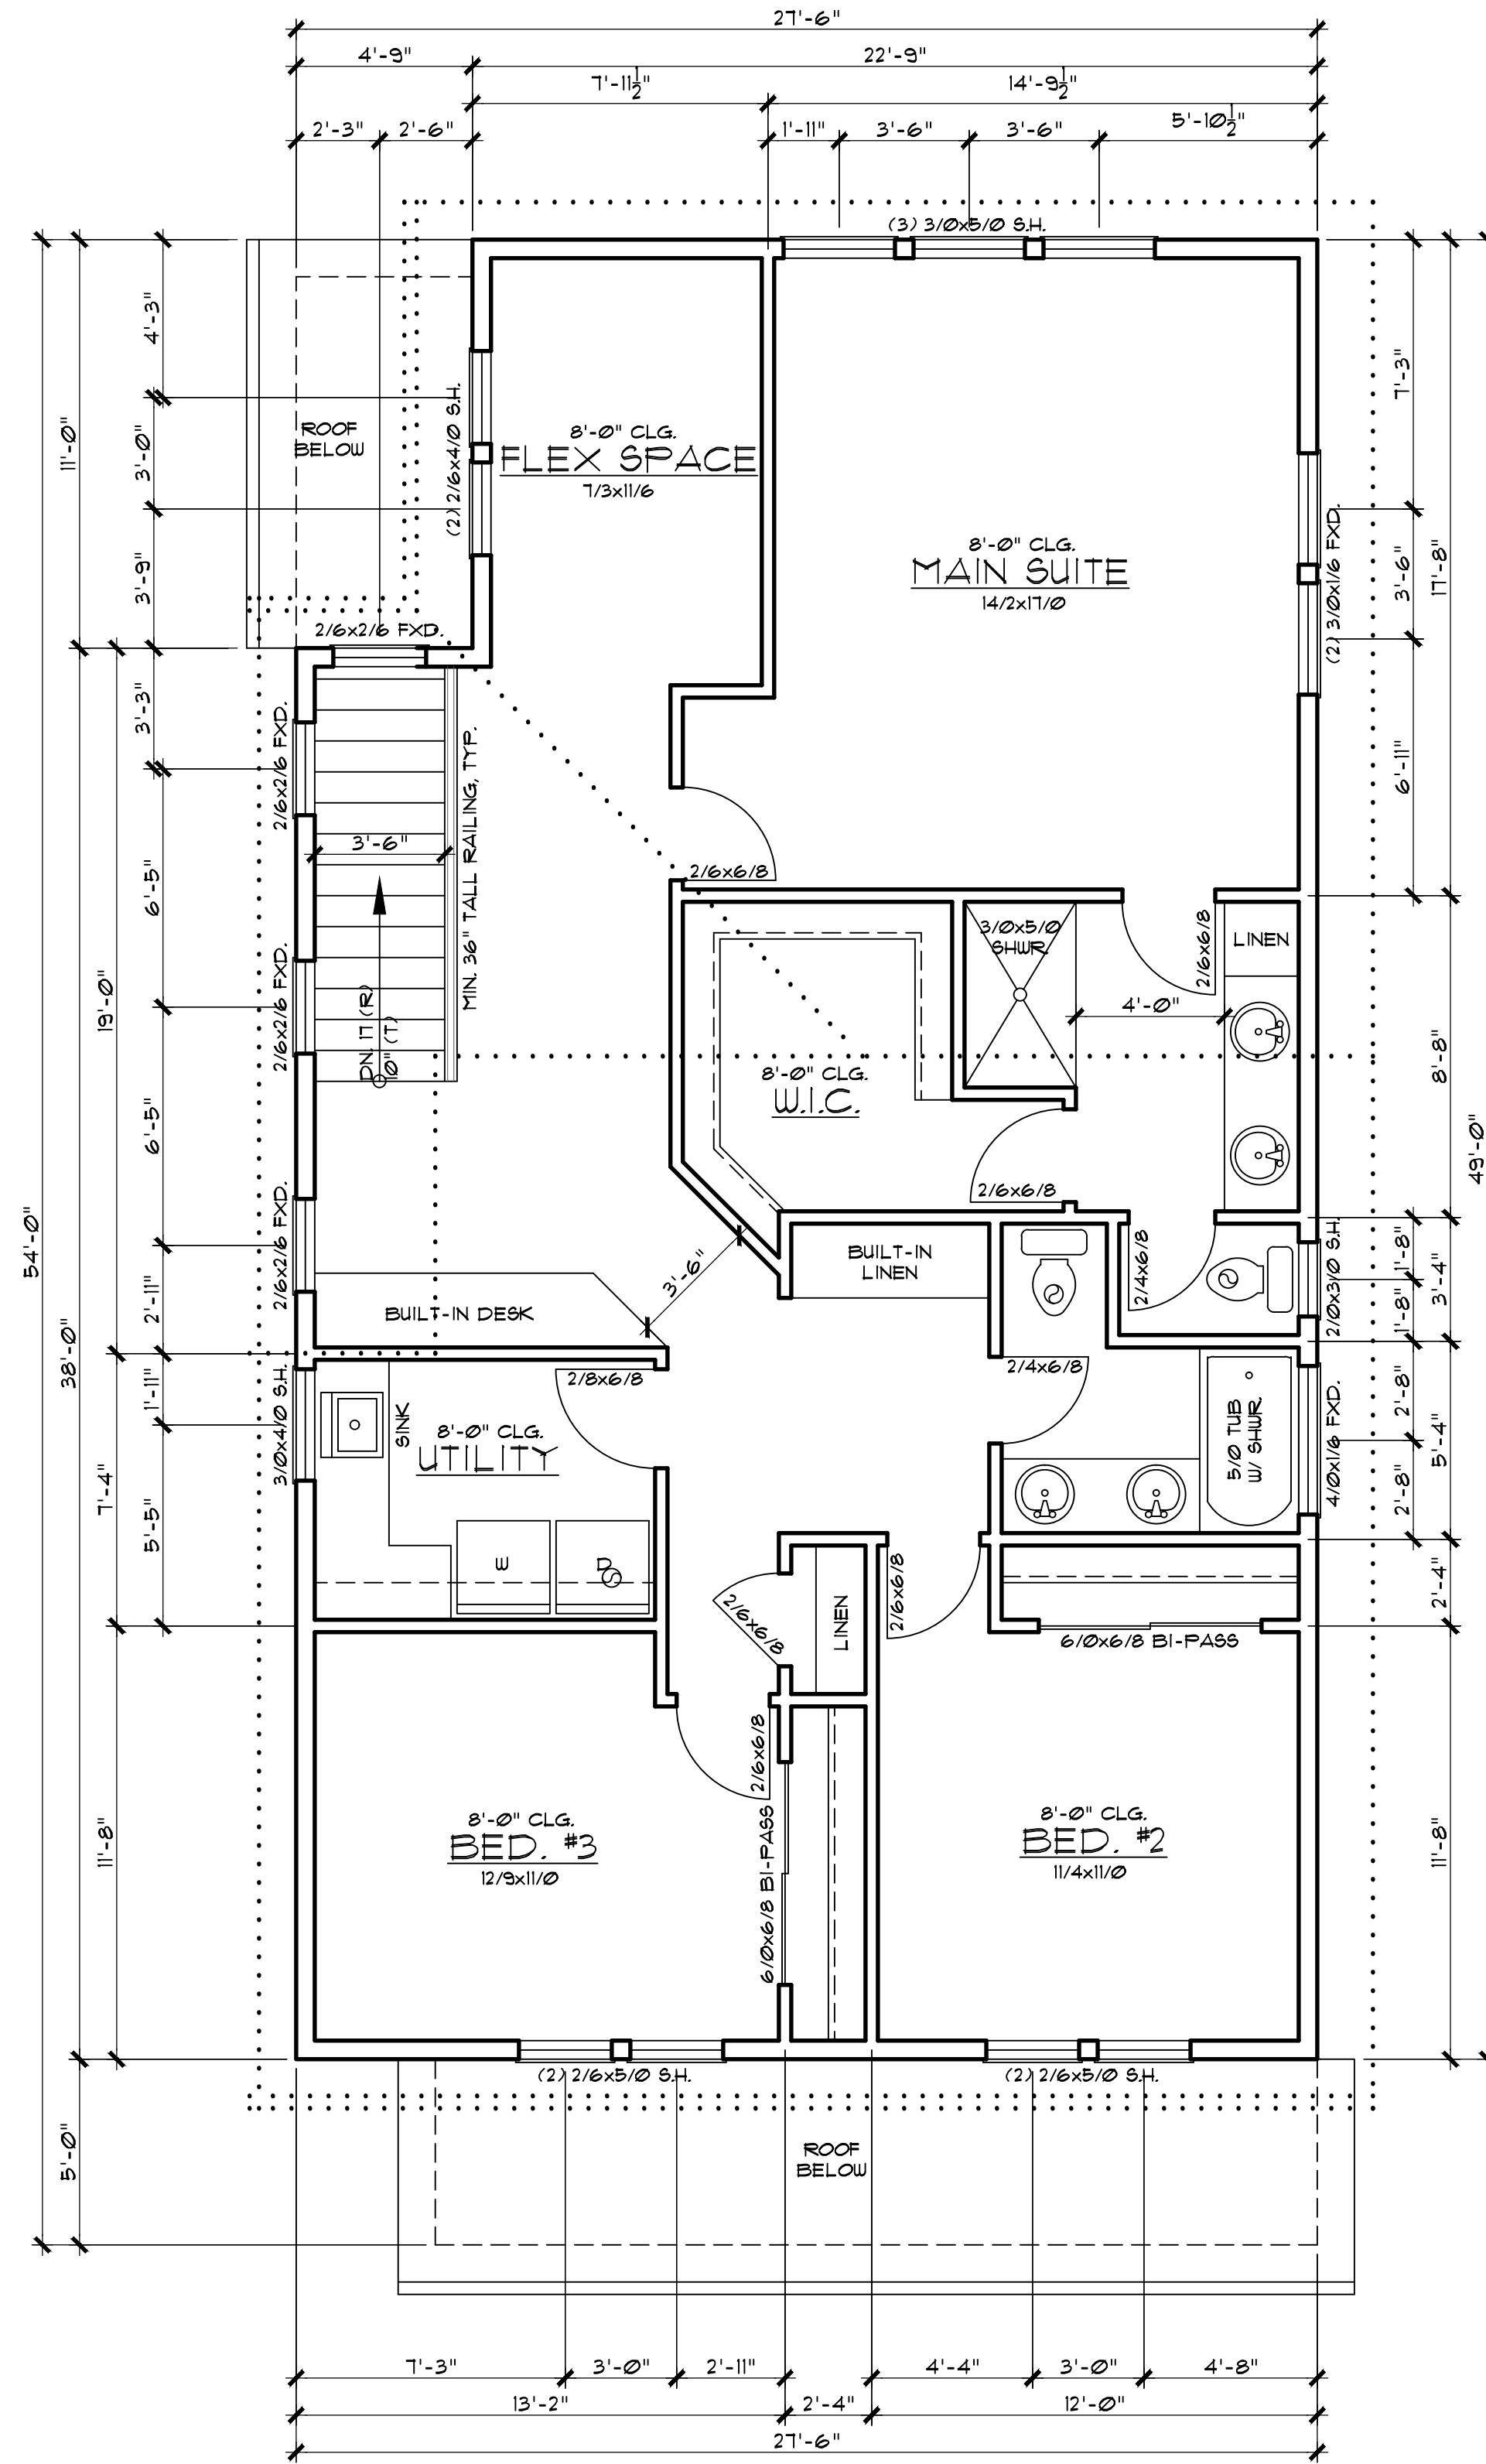 27'-6"
4'-9"
22'-9"
7'-11½"
14'-9½"
2'-3"
2'-6"
1'-11"
3'-6"
3'-6"
5'-10½"
(3) 3/0x5/0 S.H.
54'-0"
11'-0"
38'-0"
5'-0"
19'-0"
7'-4"
11'-8"
4'-3"
3'-0"
3'-9"
3'-3"
6'-5"
6'-5"
2'-11"
1'-11"
5'-5"
ROOF
BELOW
(2) 2/6x4/0 S.H.
8'-0" CLG.
FLEX SPACE
7/3x11/6
8'-0" CLG.
MAIN SUITE
14/2x17/0
(2) 3/0x1/6 FXD.
7'-3"
3'-6"
6'-11"
17'-8"
49'-0"
2/6x2/6 FXD.
2/6x2/6 FXD.
2/6x2/6 FXD.
2/6x2/6 FXD.
3'-6"
MIN. 36" TALL RAILING, TYP.
DN. 17 (R)
10" (T)
2/6x6/8
3/0x5/0
SHWR.
2/6x6/8
LINEN
4'-0"
8'-8"
8'-0" CLG.
W.I.C.
2/6x6/8
3'-6"
BUILT-IN
LINEN
2/4x6/8
2/0x3/0 S.H.
1'-8"
1'-8"
3'-4"
BUILT-IN DESK
2/8x6/8
2/4x6/8
3/0x4/0 S.H.
SINK
8'-0" CLG.
UTILITY
W
D
5/0 TUB
W/ SHWR.
4/0x1/6 FXD.
2'-8"
2'-8"
5'-4"
2'-4"
11'-8"
2/6x6/8
LINEN
2/6x6/8
6/0x6/8 BI-PASS
2/6x6/8
6/0x6/8 BI-PASS
8'-0" CLG.
BED. #3
12/9x11/0
8'-0" CLG.
BED. #2
11/4x11/0
(2) 2/6x5/0 S.H.
(2) 2/6x5/0 S.H.
ROOF
BELOW
7'-3"
3'-0"
2'-11"
4'-4"
3'-0"
4'-8"
13'-2"
2'-4"
12'-0"
27'-6"